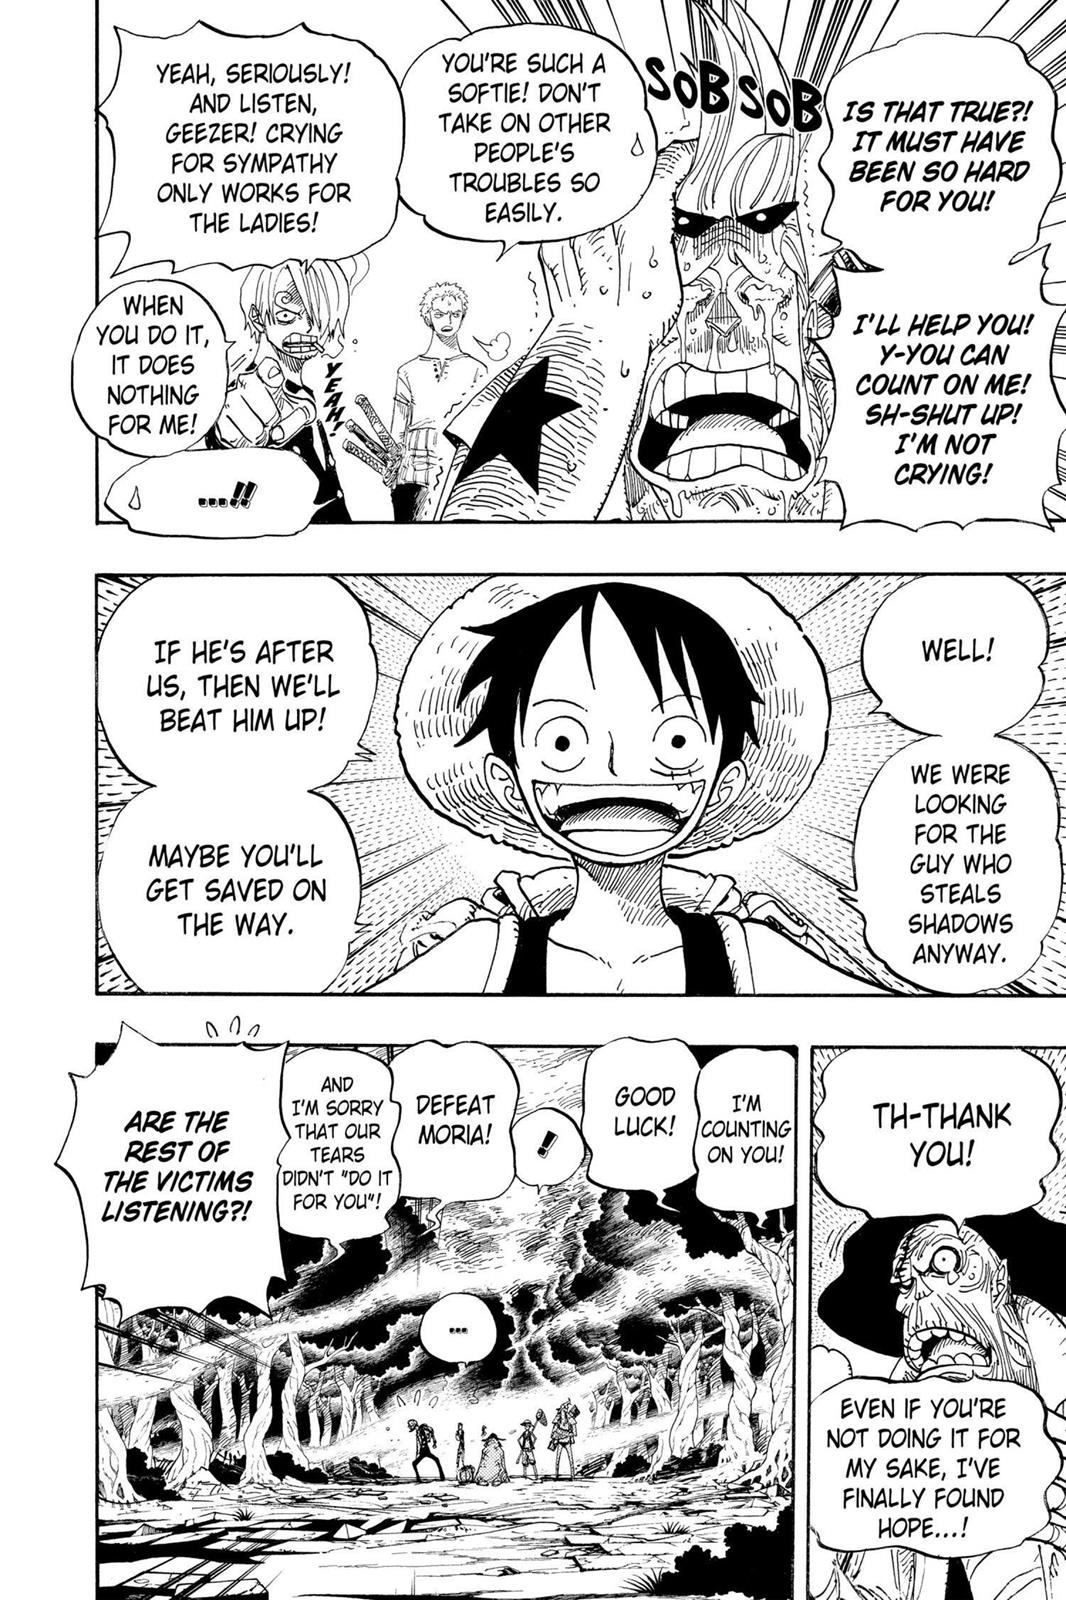 IS THAT TRUE?!
IT MUST HAVE
BEEN SO HARD
FOR YOU!
I'LL HELP YOU!
Y-YOU CAN
COUNT ON ME!
SH-SHUT UP!
I'M NOT
CRYING!
SOB SOB
YOU'RE SUCH A
SOFTIE! DON'T
TAKE ON OTHER
PEOPLE'S
TROUBLES SO
EASILY.
YEAH, SERIOUSLY!
AND LISTEN,
GEEZER! CRYING
FOR SYMPATHY
ONLY WORKS FOR
THE LADIES!
WHEN
YOU DO IT,
IT DOES
NOTHING
FOR ME!
YEAH!
....!!
WELL!
WE WERE
LOOKING
FOR THE
GUY WHO
STEALS
SHADOWS
ANYWAY.
IF HE'S AFTER
US, THEN WE'LL
BEAT HIM UP!
MAYBE YOU'LL
GET SAVED ON
THE WAY.
TH-THANK
YOU!
EVEN IF YOU'RE
NOT DOING IT FOR
MY SAKE, I'VE
FINALLY FOUND
HOPE...!
I'M
COUNTING
ON YOU!
GOOD
LUCK!
!
DEFEAT
MORIA!
AND
I'M SORRY
THAT OUR
TEARS
DIDN'T "DO IT
FOR YOU"!
...
ARE THE
REST OF
THE VICTIMS
LISTENING?!